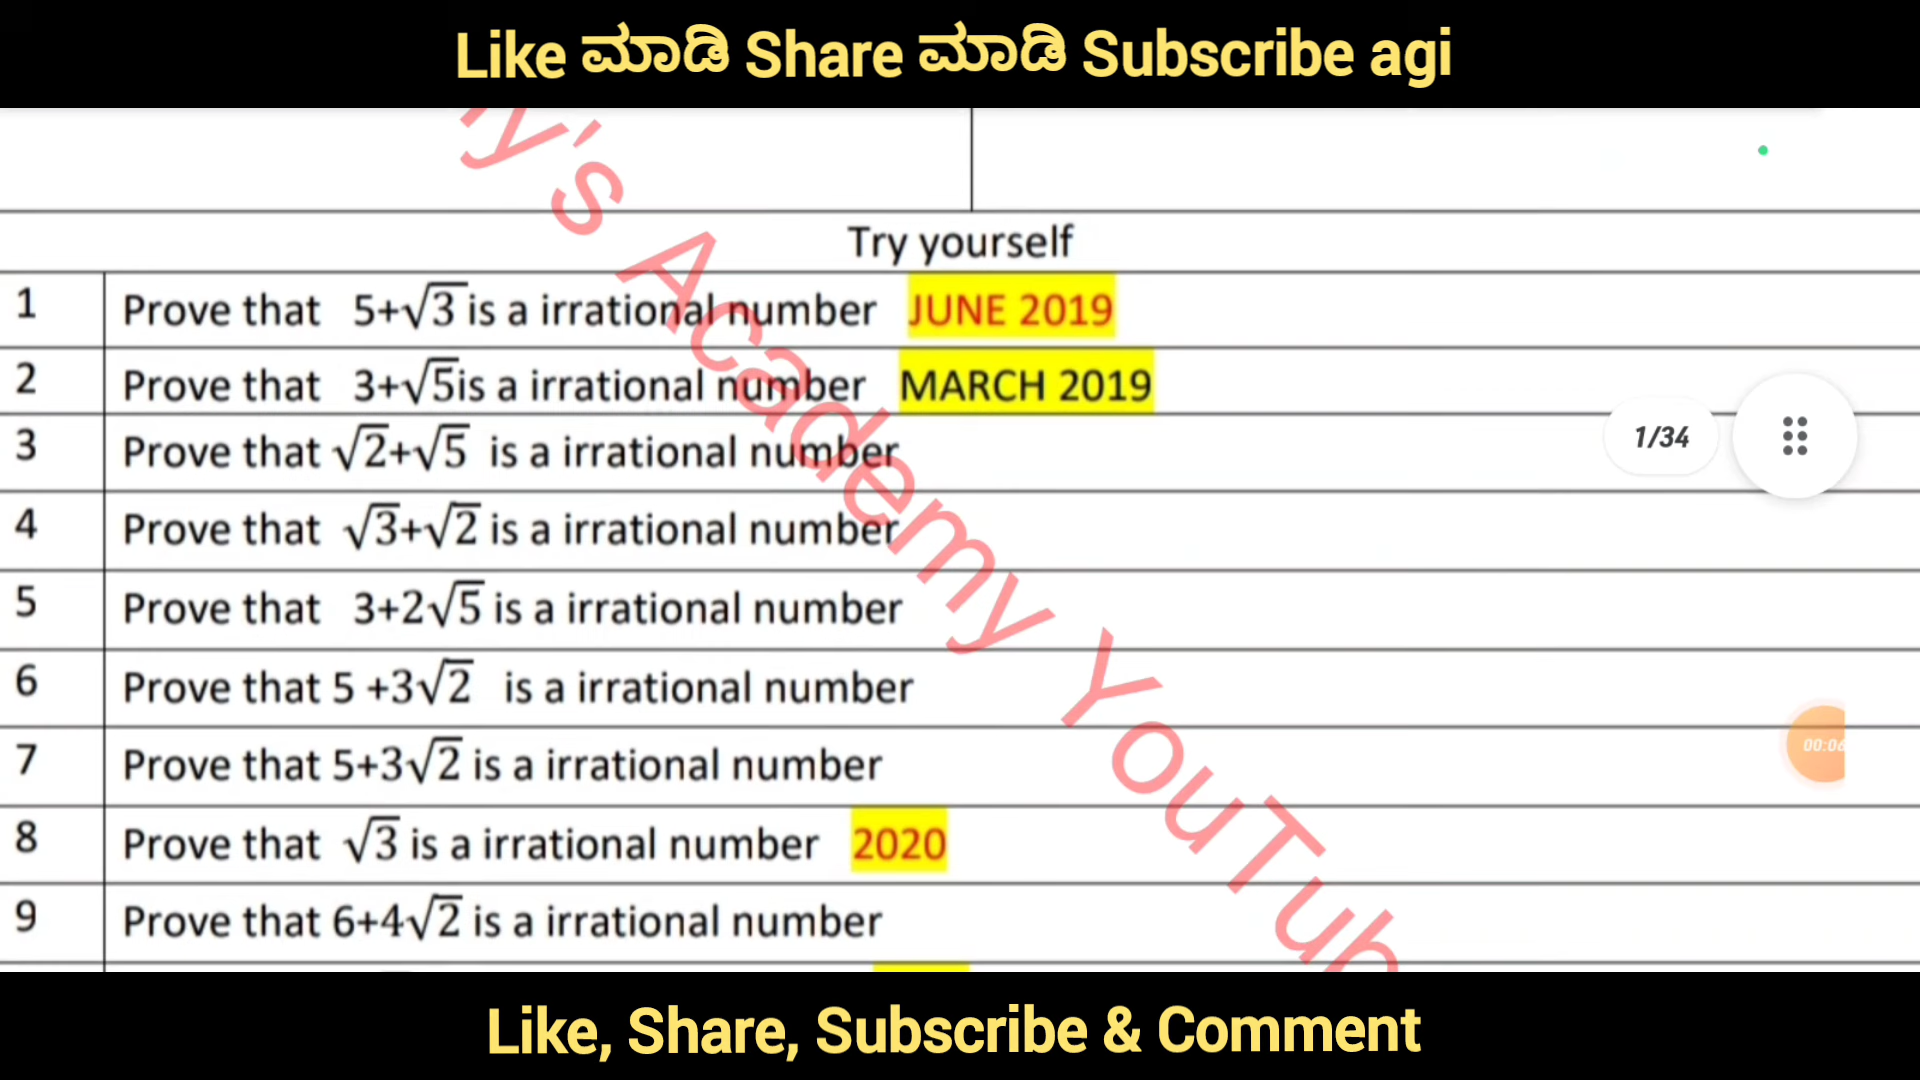 Like ಮಾಡಿ Share ಮಾಡಿ Subscribe agi
y's Academy YouTub
Try yourself
1 Prove that 5+√3 is a irrational number JUNE 2019
2 Prove that 3+√5is a irrational number MARCH 2019
3 Prove that √2+√5 is a irrational number
4 Prove that √3+√2 is a irrational number
5 Prove that 3+2√5 is a irrational number
6 Prove that 5 +3√2 is a irrational number
7 Prove that 5+3√2 is a irrational number
8 Prove that √3 is a irrational number 2020
9 Prove that 6+4√2 is a irrational number
1/34
00:06
Like, Share, Subscribe & Comment